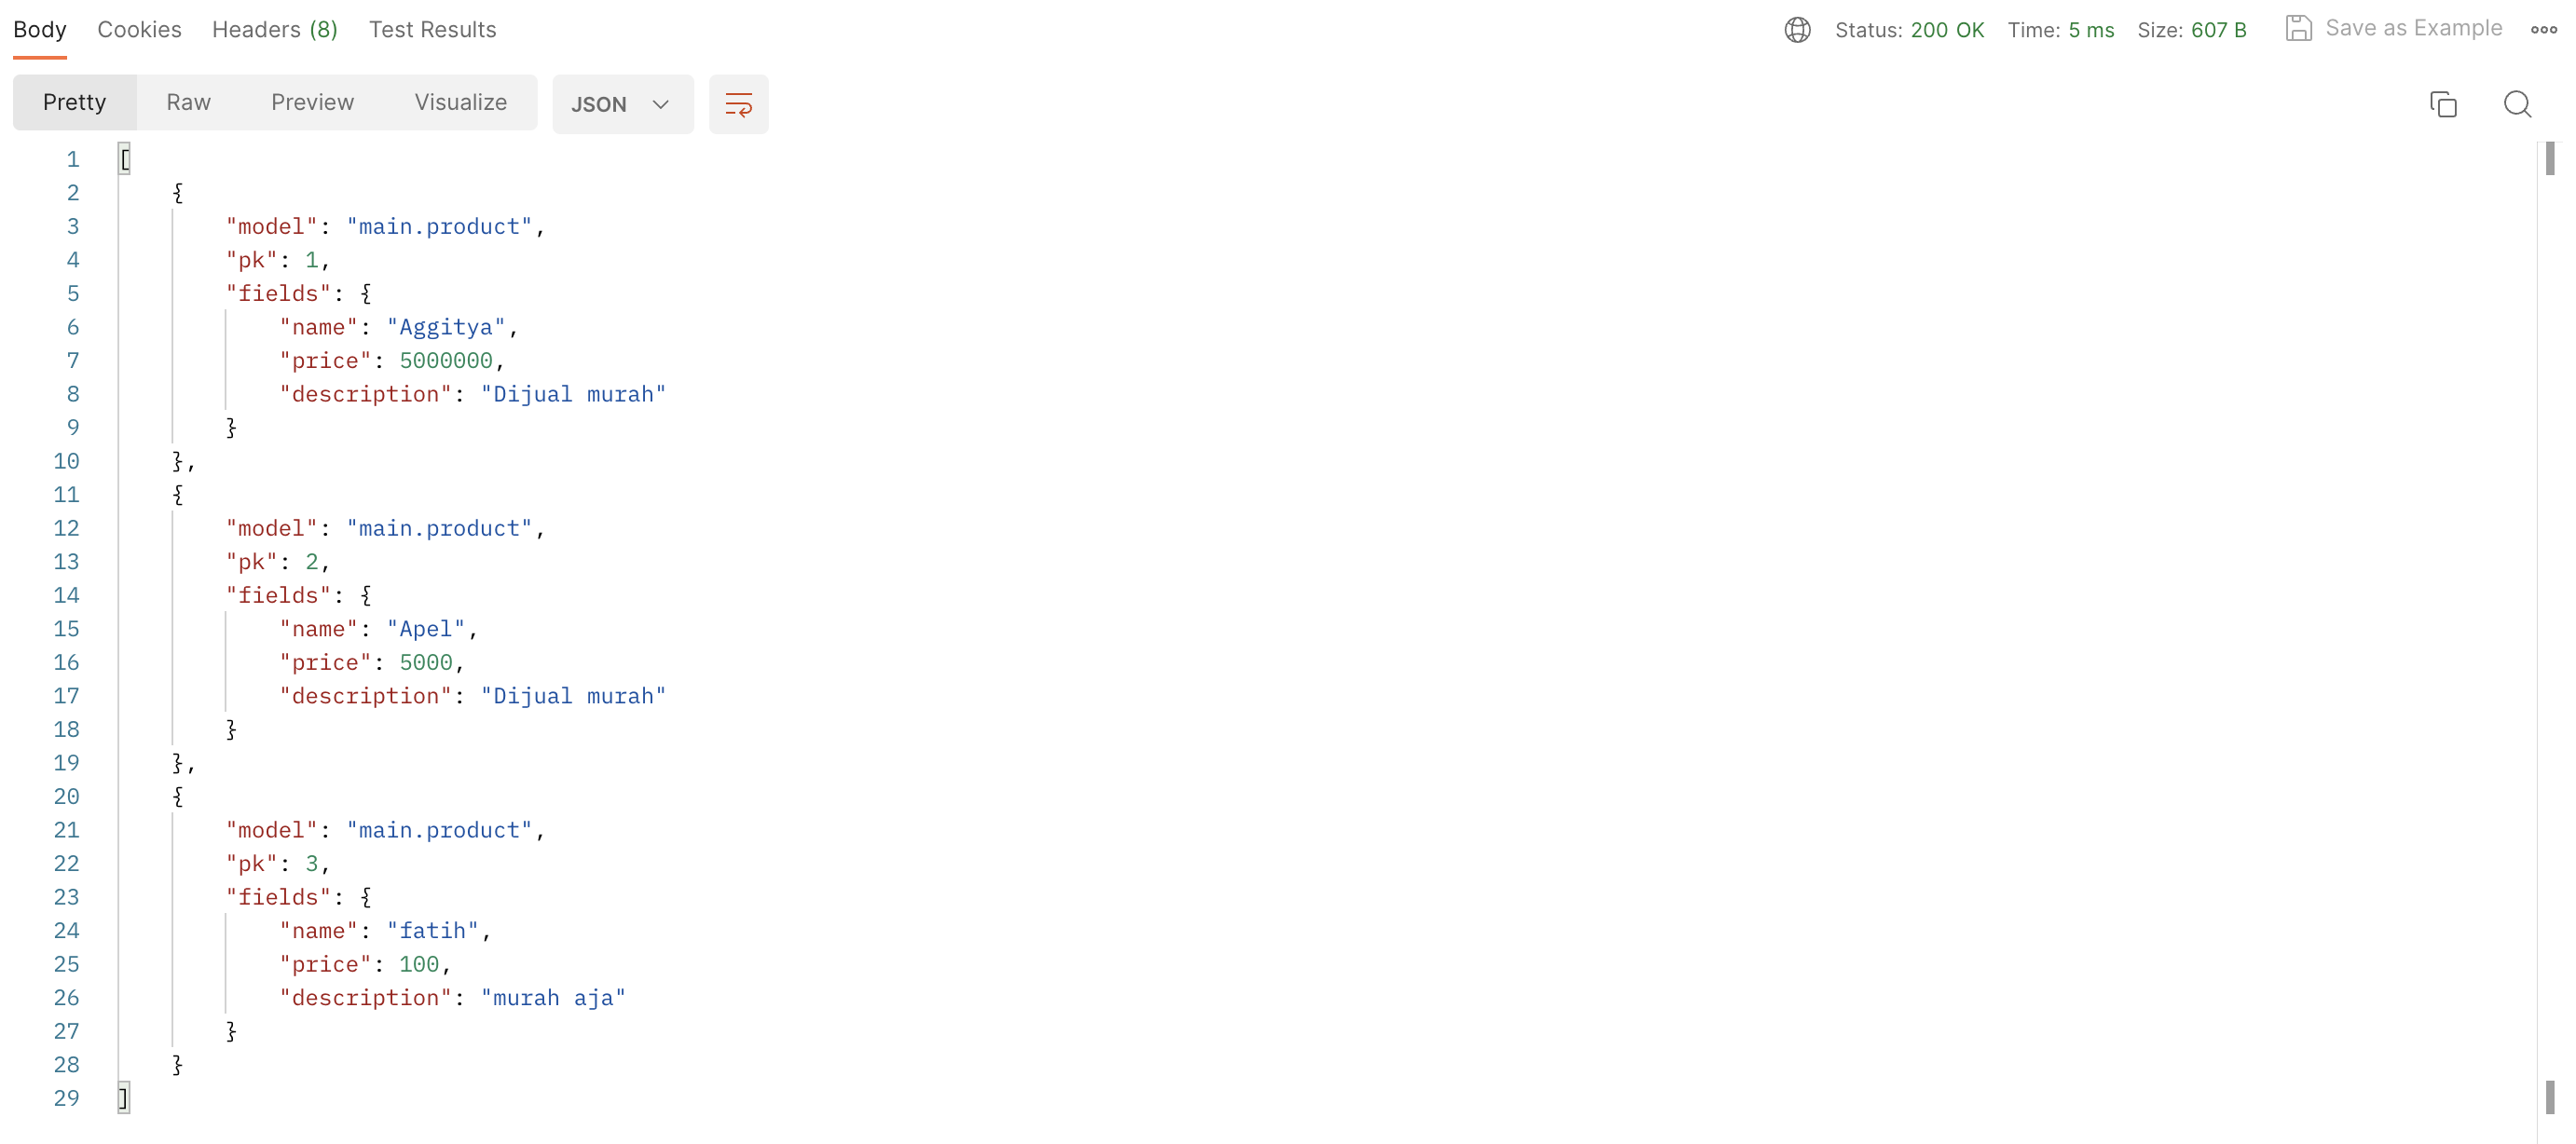 Body Cookies Headers (8) Test Results Status: 200 OK Time: 5 ms Size: 607 B Save as Example
Pretty Raw Preview Visualize JSON
1 [
2 {
3 "model": "main.product",
4 "pk": 1,
5 "fields": {
6 "name": "Aggitya",
7 "price": 5000000,
8 "description": "Dijual murah"
9 }
10 },
11 {
12 "model": "main.product",
13 "pk": 2,
14 "fields": {
15 "name": "Apel",
16 "price": 5000,
17 "description": "Dijual murah"
18 }
19 },
20 {
21 "model": "main.product",
22 "pk": 3,
23 "fields": {
24 "name": "fatih",
25 "price": 100,
26 "description": "murah aja"
27 }
28 }
29 ]